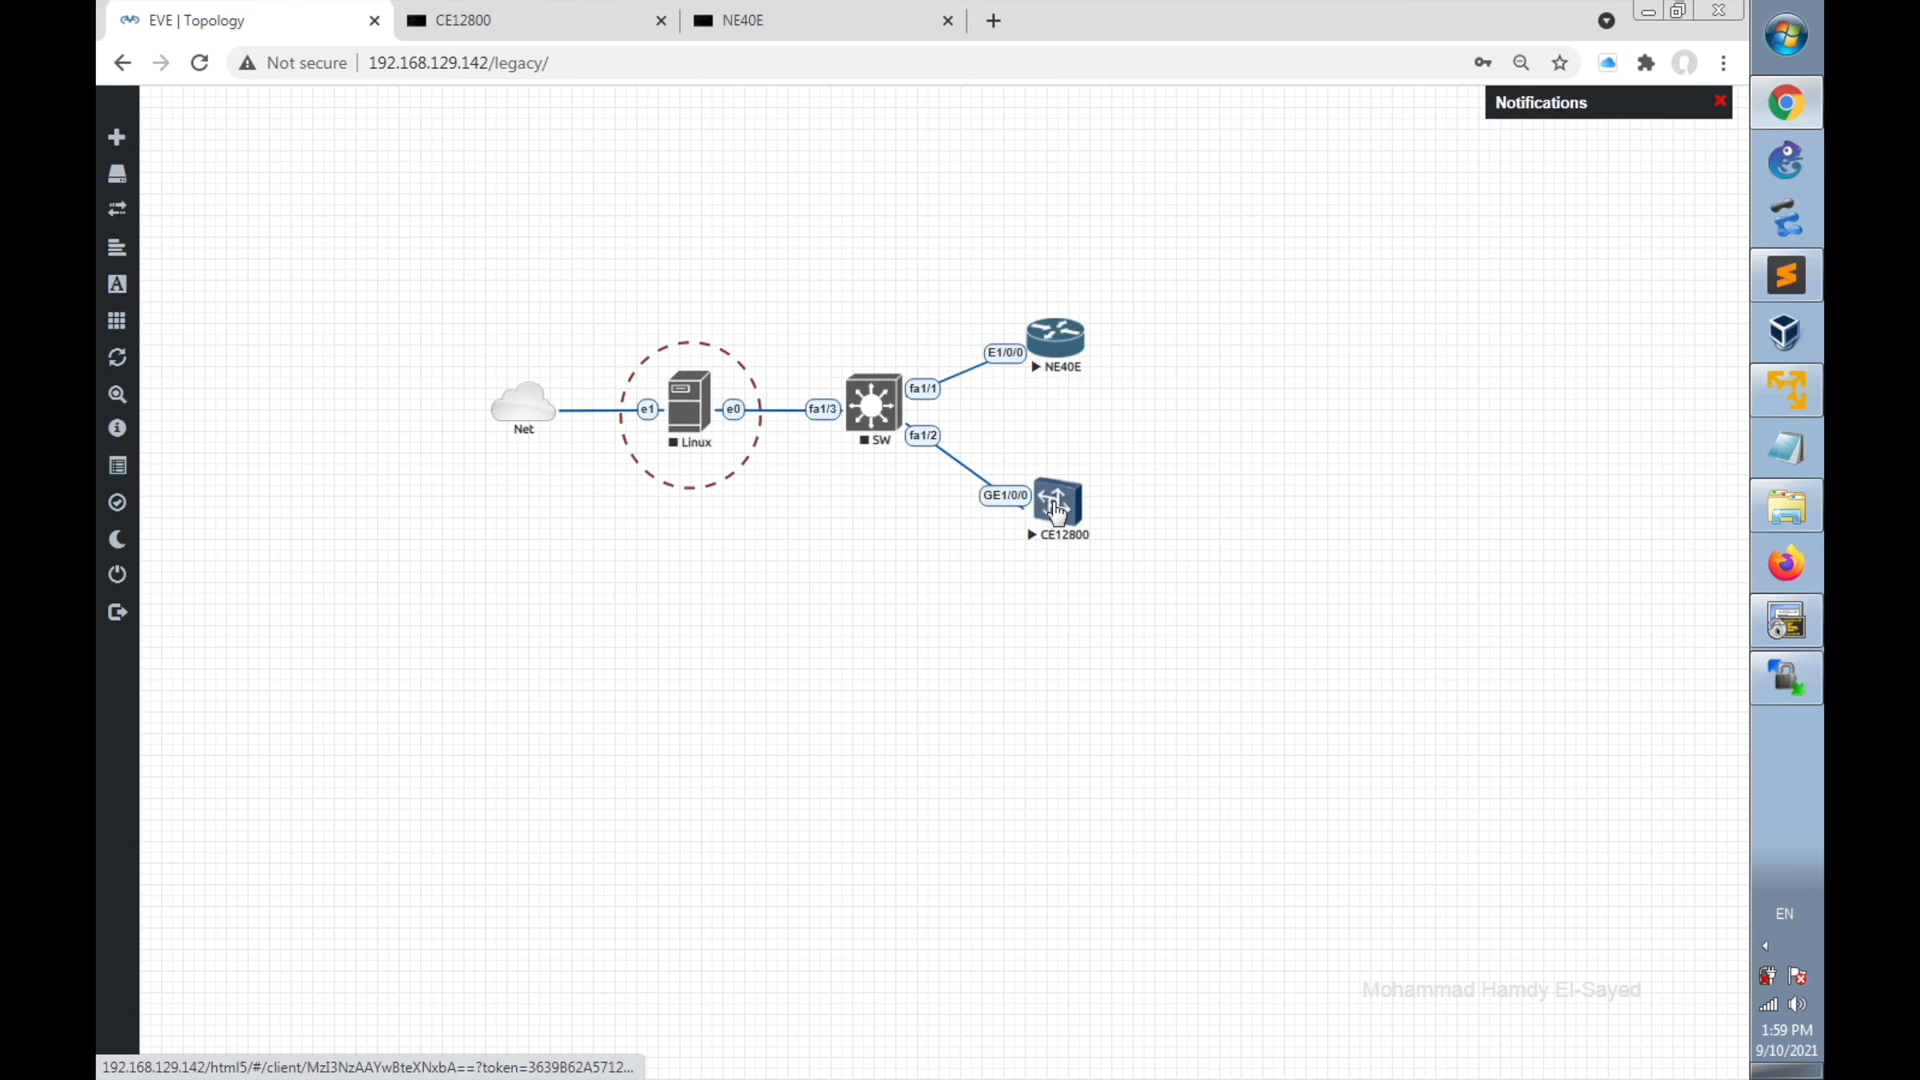 EVE | Topology
CE12800
NE40E
Not secure
192.168.129.142/legacy/
Notifications
E1/0/0
NE40E
fa1/1
Net
e1
e0
fa1/3
Linux
SW
fa1/2
GE1/0/0
CE12800
EN
Mohammad Hamdy El-Sayed
1:59 PM
9/10/2021
192.168.129.142/html5/#/client/MzI3NzAAYwBteXNxbA==?token=3639B62A5712...